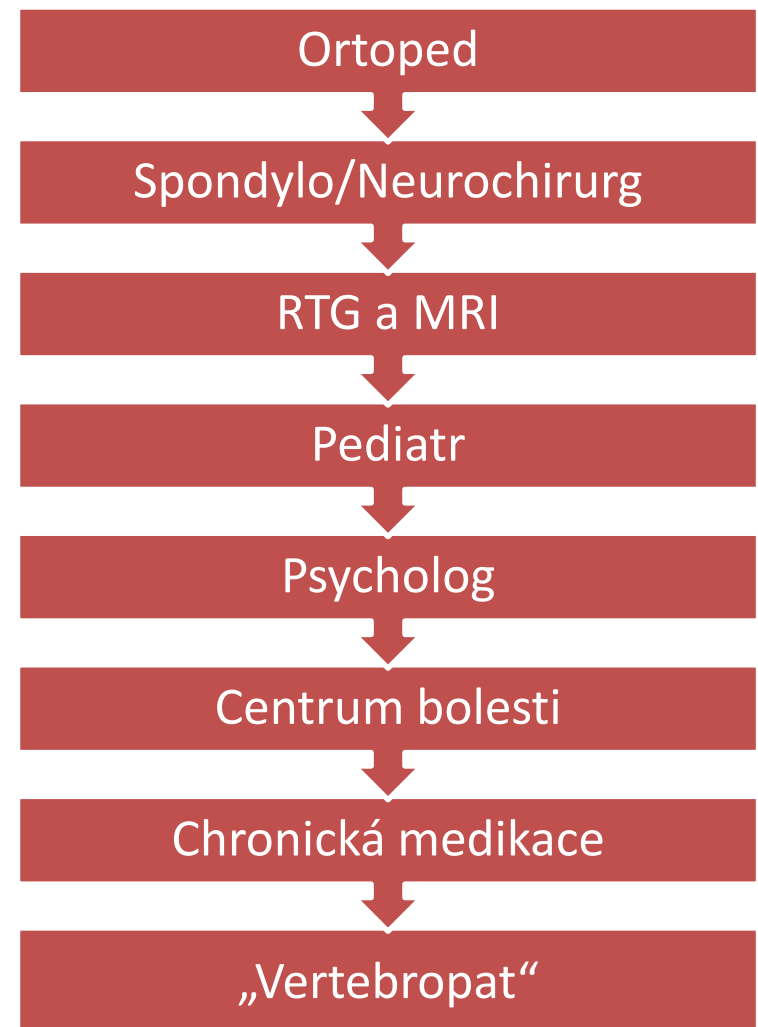 Ortoped
Spondylo/Neurochirurg
RTG a MRI
Pediatr
Psycholog
Centrum bolesti
Chronická medikace
„Vertebropat“